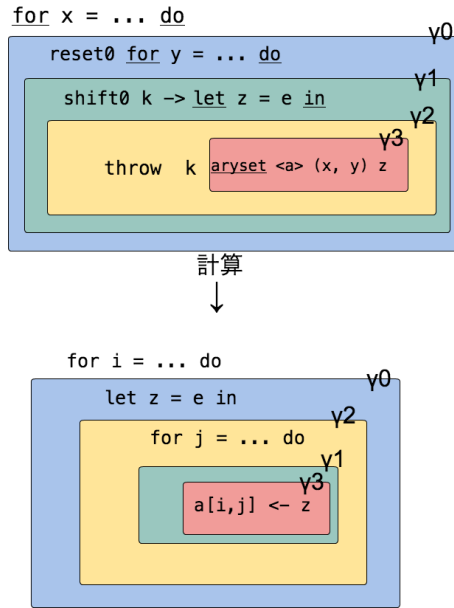 for x = ... do
γ0
reset0 for y = ... do
γ1
shift0 k -> let z = e in
γ2
γ3
throw k aryset <a> (x, y) z
計算
↓
for i = ... do
γ0
let z = e in
γ2
for j = ... do
γ1
γ3
a[i,j] <- z